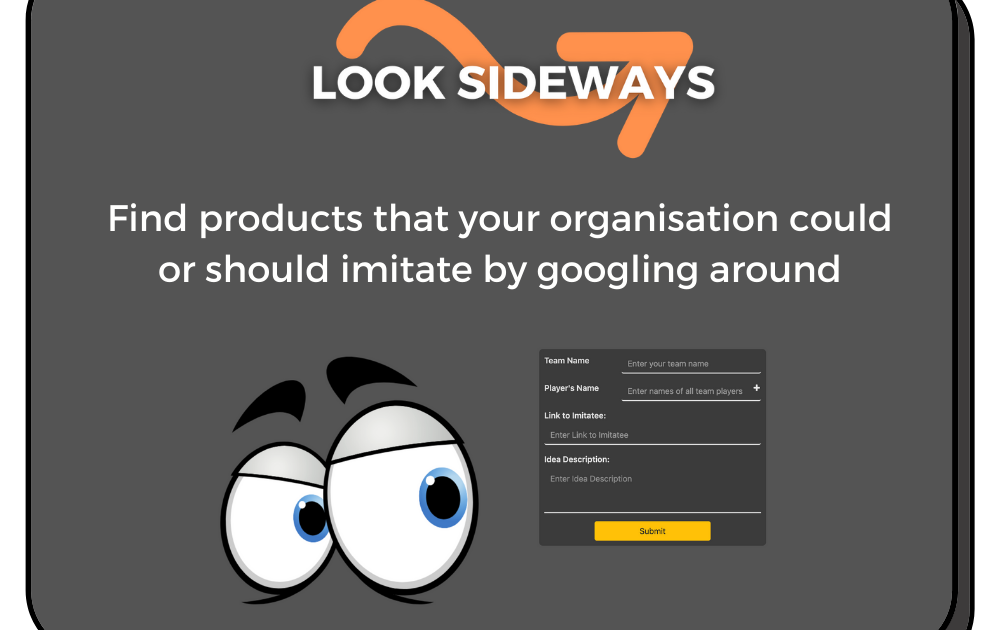 LOOK SIDEWAYS
Find products that your organisation could
or should imitate by googling around
Team Name
Enter your team name
Player's Name
Enter names of all team players +
Link to Imitatee:
Enter Link to Imitatee
Idea Description:
Enter Idea Description
Submit